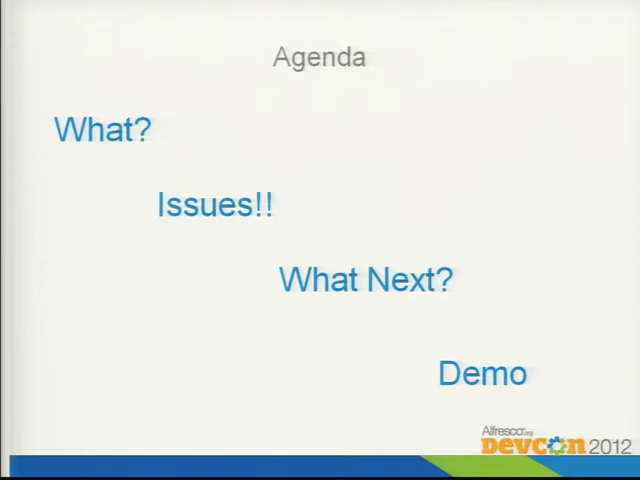 Agenda
What?
Issues!!
What Next?
Demo
Alfresco.org
DEVCON 2012